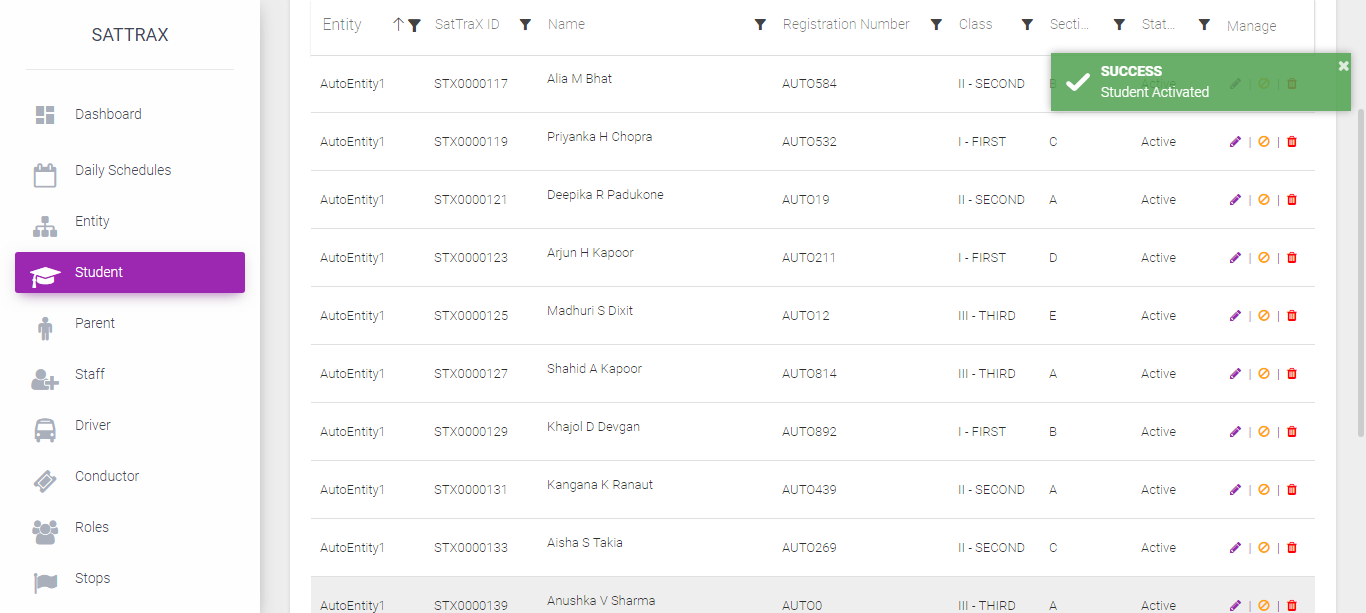 SATTRAX
Dashboard
Daily Schedules
Entity
Student
Parent
Staff
Driver
Conductor
Roles
Stops
Entity SatTraX ID Name Registration Number Class Secti... Stat... Manage
SUCCESS
Student Activated
AutoEntity1 STX0000117 Alia M Bhat AUTO584 II - SECOND B Active
AutoEntity1 STX0000119 Priyanka H Chopra AUTO532 I - FIRST C Active | |
AutoEntity1 STX0000121 Deepika R Padukone AUTO19 II - SECOND A Active | |
AutoEntity1 STX0000123 Arjun H Kapoor AUTO211 I - FIRST D Active | |
AutoEntity1 STX0000125 Madhuri S Dixit AUTO12 III - THIRD E Active | |
AutoEntity1 STX0000127 Shahid A Kapoor AUTO814 III - THIRD A Active | |
AutoEntity1 STX0000129 Khajol D Devgan AUTO892 I - FIRST B Active | |
AutoEntity1 STX0000131 Kangana K Ranaut AUTO439 II - SECOND A Active | |
AutoEntity1 STX0000133 Aisha S Takia AUTO269 II - SECOND C Active | |
AutoEntity1 STX0000139 Anushka V Sharma AUTO0 III - THIRD A Active | |